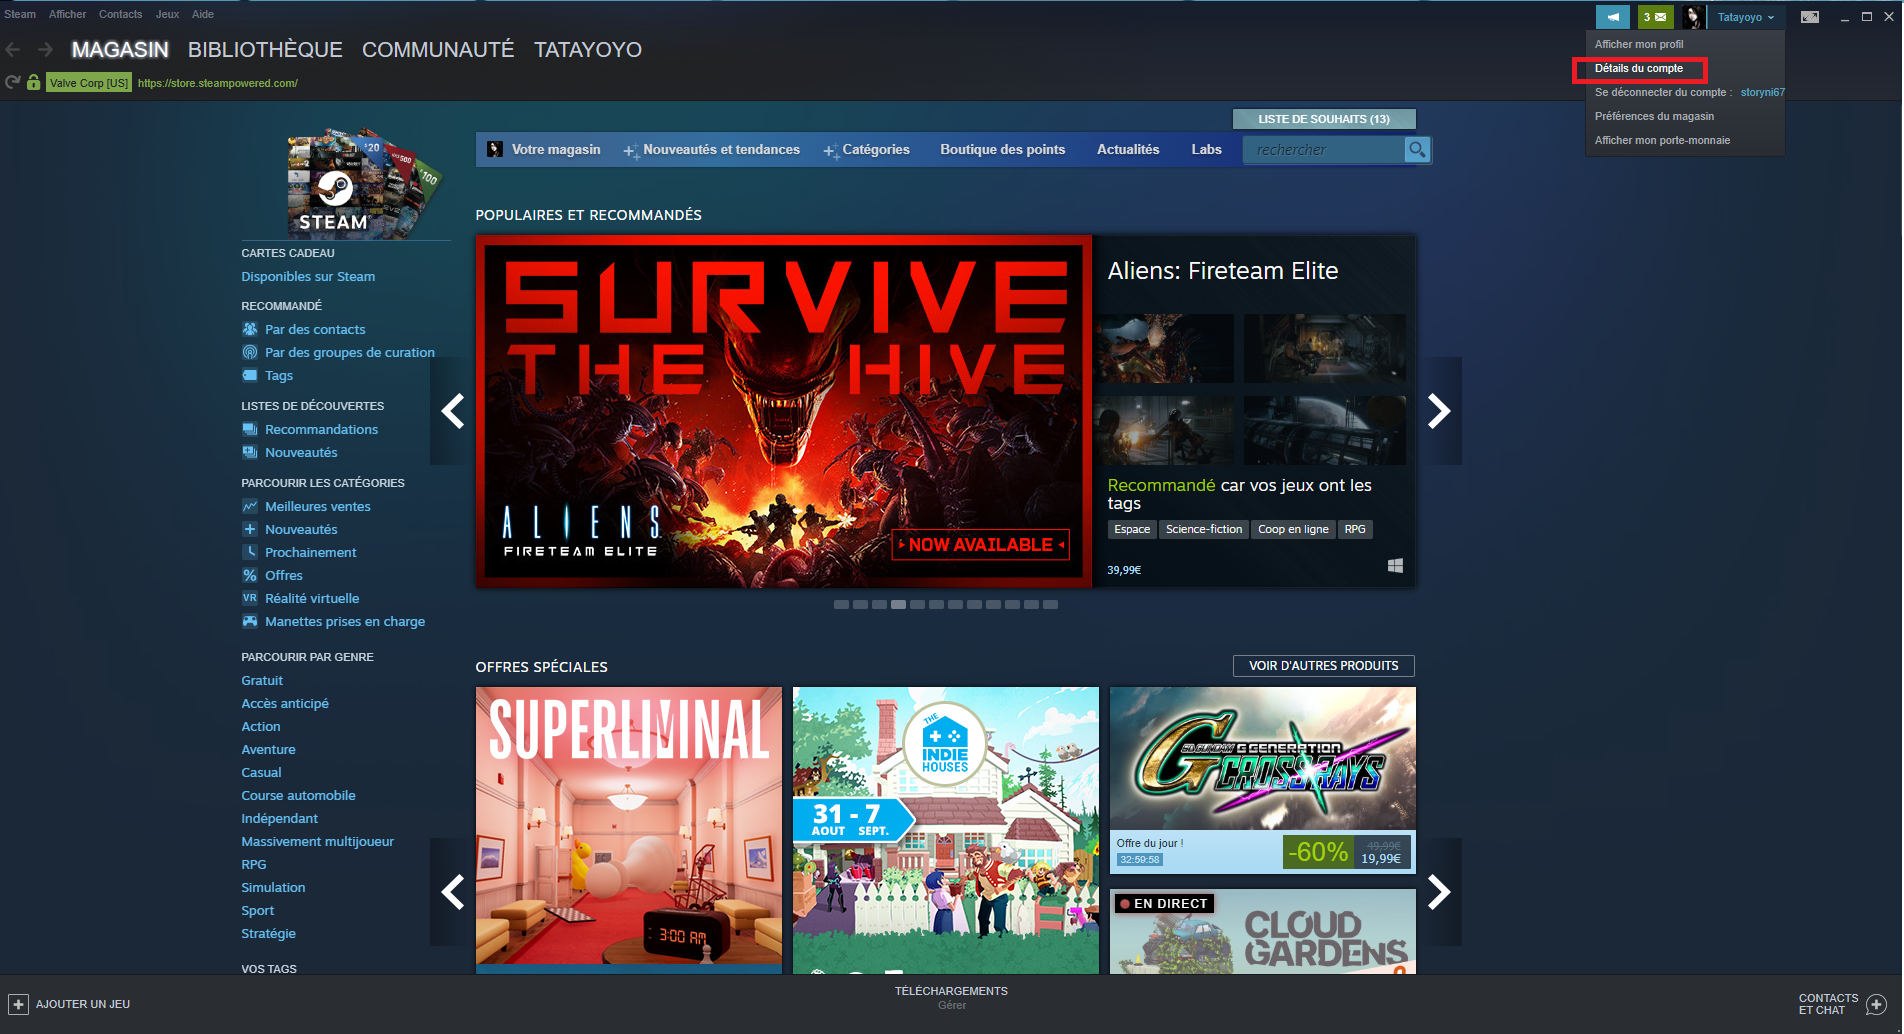 Steam Afficher Contacts Jeux Aide
3 Tatayoyo
MAGASIN BIBLIOTHÈQUE COMMUNAUTÉ TATAYOYO
Valve Corp [US] https://store.steampowered.com/
Afficher mon profil
Détails du compte
Se déconnecter du compte : storyni67
Préférences du magasin
Afficher mon porte-monnaie
LISTE DE SOUHAITS (13)
Votre magasin Nouveautés et tendances Catégories Boutique des points Actualités Labs rechercher
$20
$100
STEAM
CARTES CADEAU
Disponibles sur Steam
RECOMMANDÉ
Par des contacts
Par des groupes de curation
Tags
LISTES DE DÉCOUVERTES
Recommandations
Nouveautés
PARCOURIR LES CATÉGORIES
Meilleures ventes
Nouveautés
Prochainement
Offres
VR Réalité virtuelle
Manettes prises en charge
PARCOURIR PAR GENRE
Gratuit
Accès anticipé
Action
Aventure
Casual
Course automobile
Indépendant
Massivement multijoueur
RPG
Simulation
Sport
Stratégie
VOS TAGS
POPULAIRES ET RECOMMANDÉS
SURVIVE
THE HIVE
ALIENS
FIRETEAM ELITE
NOW AVAILABLE
Aliens: Fireteam Elite
Recommandé car vos jeux ont les
tags
Espace Science-fiction Coop en ligne RPG
39,99€
OFFRES SPÉCIALES
VOIR D'AUTRES PRODUITS
SUPERLIMINAL
3:00 AM
THE
INDIE
HOUSES
31 - 7
AOUT SEPT.
SD GUNDAM G GENERATION
CROSS RAYS
Offre du jour !
32:59:58
-60%
49,99€
19,99€
EN DIRECT
CLOUD
GARDENS
AJOUTER UN JEU
TÉLÉCHARGEMENTS
Gérer
CONTACTS
ET CHAT